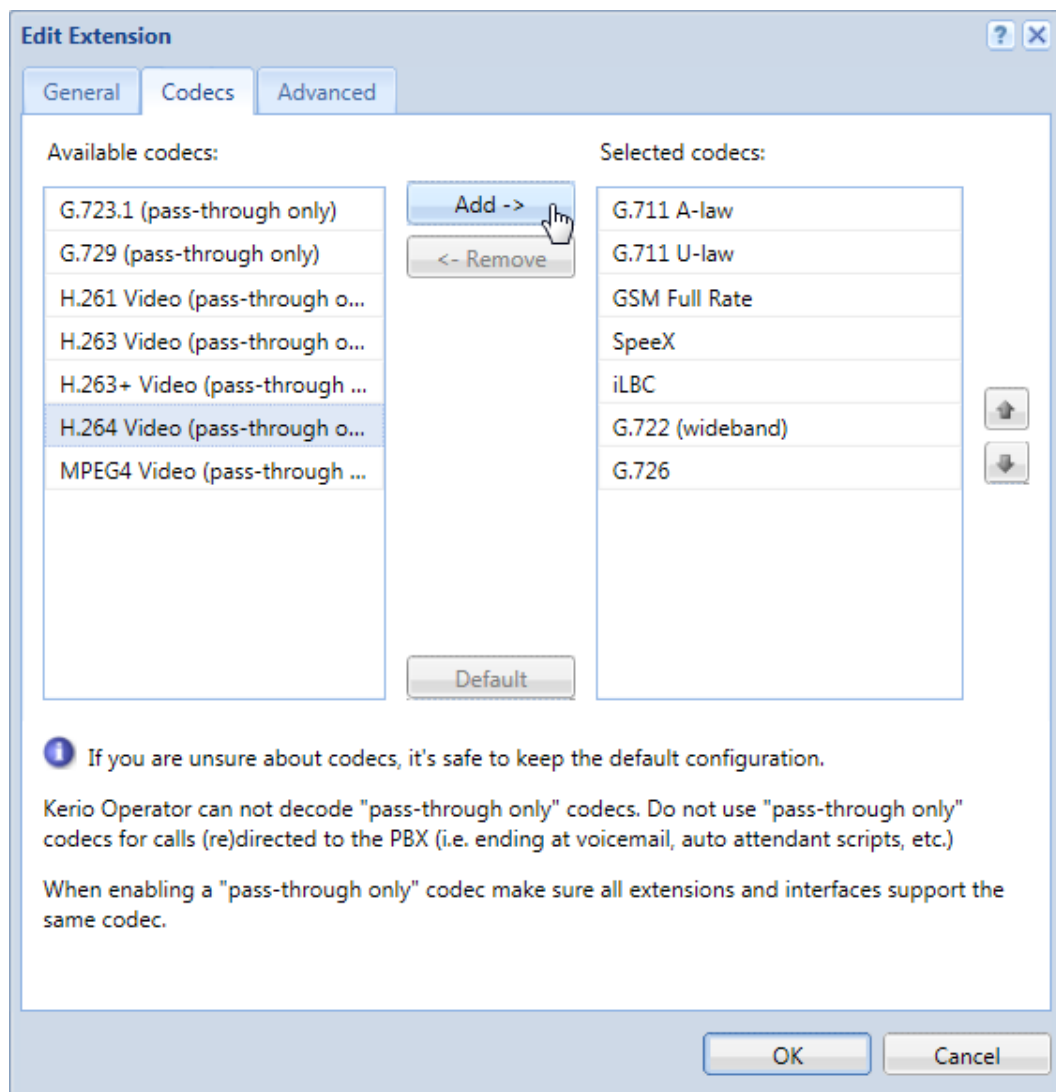 Edit Extension
General Codecs Advanced
Available codecs:
G.723.1 (pass-through only)
G.729 (pass-through only)
H.261 Video (pass-through o...
H.263 Video (pass-through o...
H.263+ Video (pass-through ...
H.264 Video (pass-through o...
MPEG4 Video (pass-through ...
Add ->
<- Remove
Default
Selected codecs:
G.711 A-law
G.711 U-law
GSM Full Rate
SpeeX
iLBC
G.722 (wideband)
G.726
If you are unsure about codecs, it's safe to keep the default configuration.
Kerio Operator can not decode "pass-through only" codecs. Do not use "pass-through only"
codecs for calls (re)directed to the PBX (i.e. ending at voicemail, auto attendant scripts, etc.)
When enabling a "pass-through only" codec make sure all extensions and interfaces support the
same codec.
OK Cancel